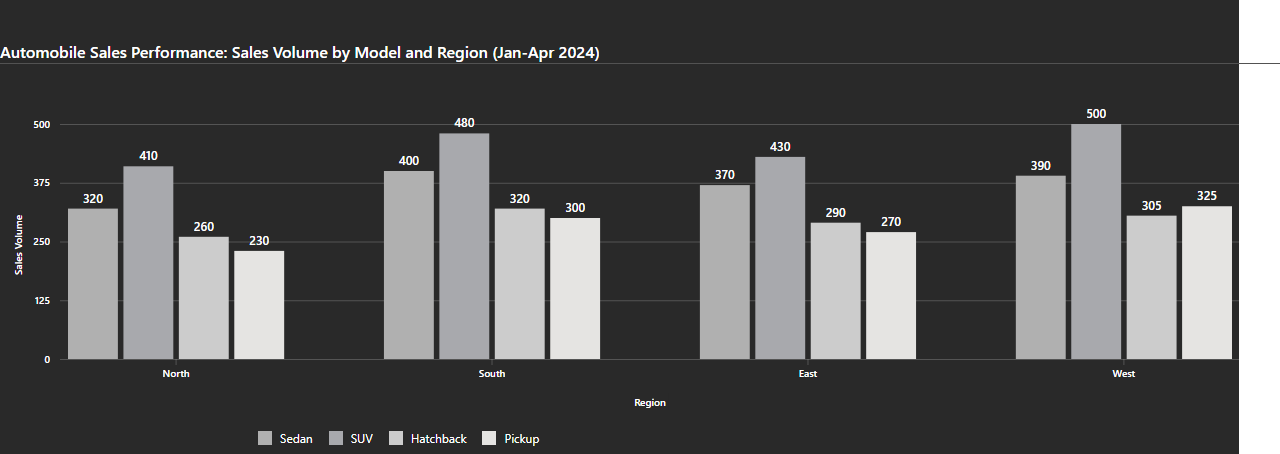 Automobile Sales Performance: Sales Volume by Model and Region (Jan-Apr 2024)
Sales Volume
500
375
250
125
0
320
410
260
230
400
480
320
300
370
430
290
270
390
500
305
325
North
South
East
West
Region
Sedan
SUV
Hatchback
Pickup